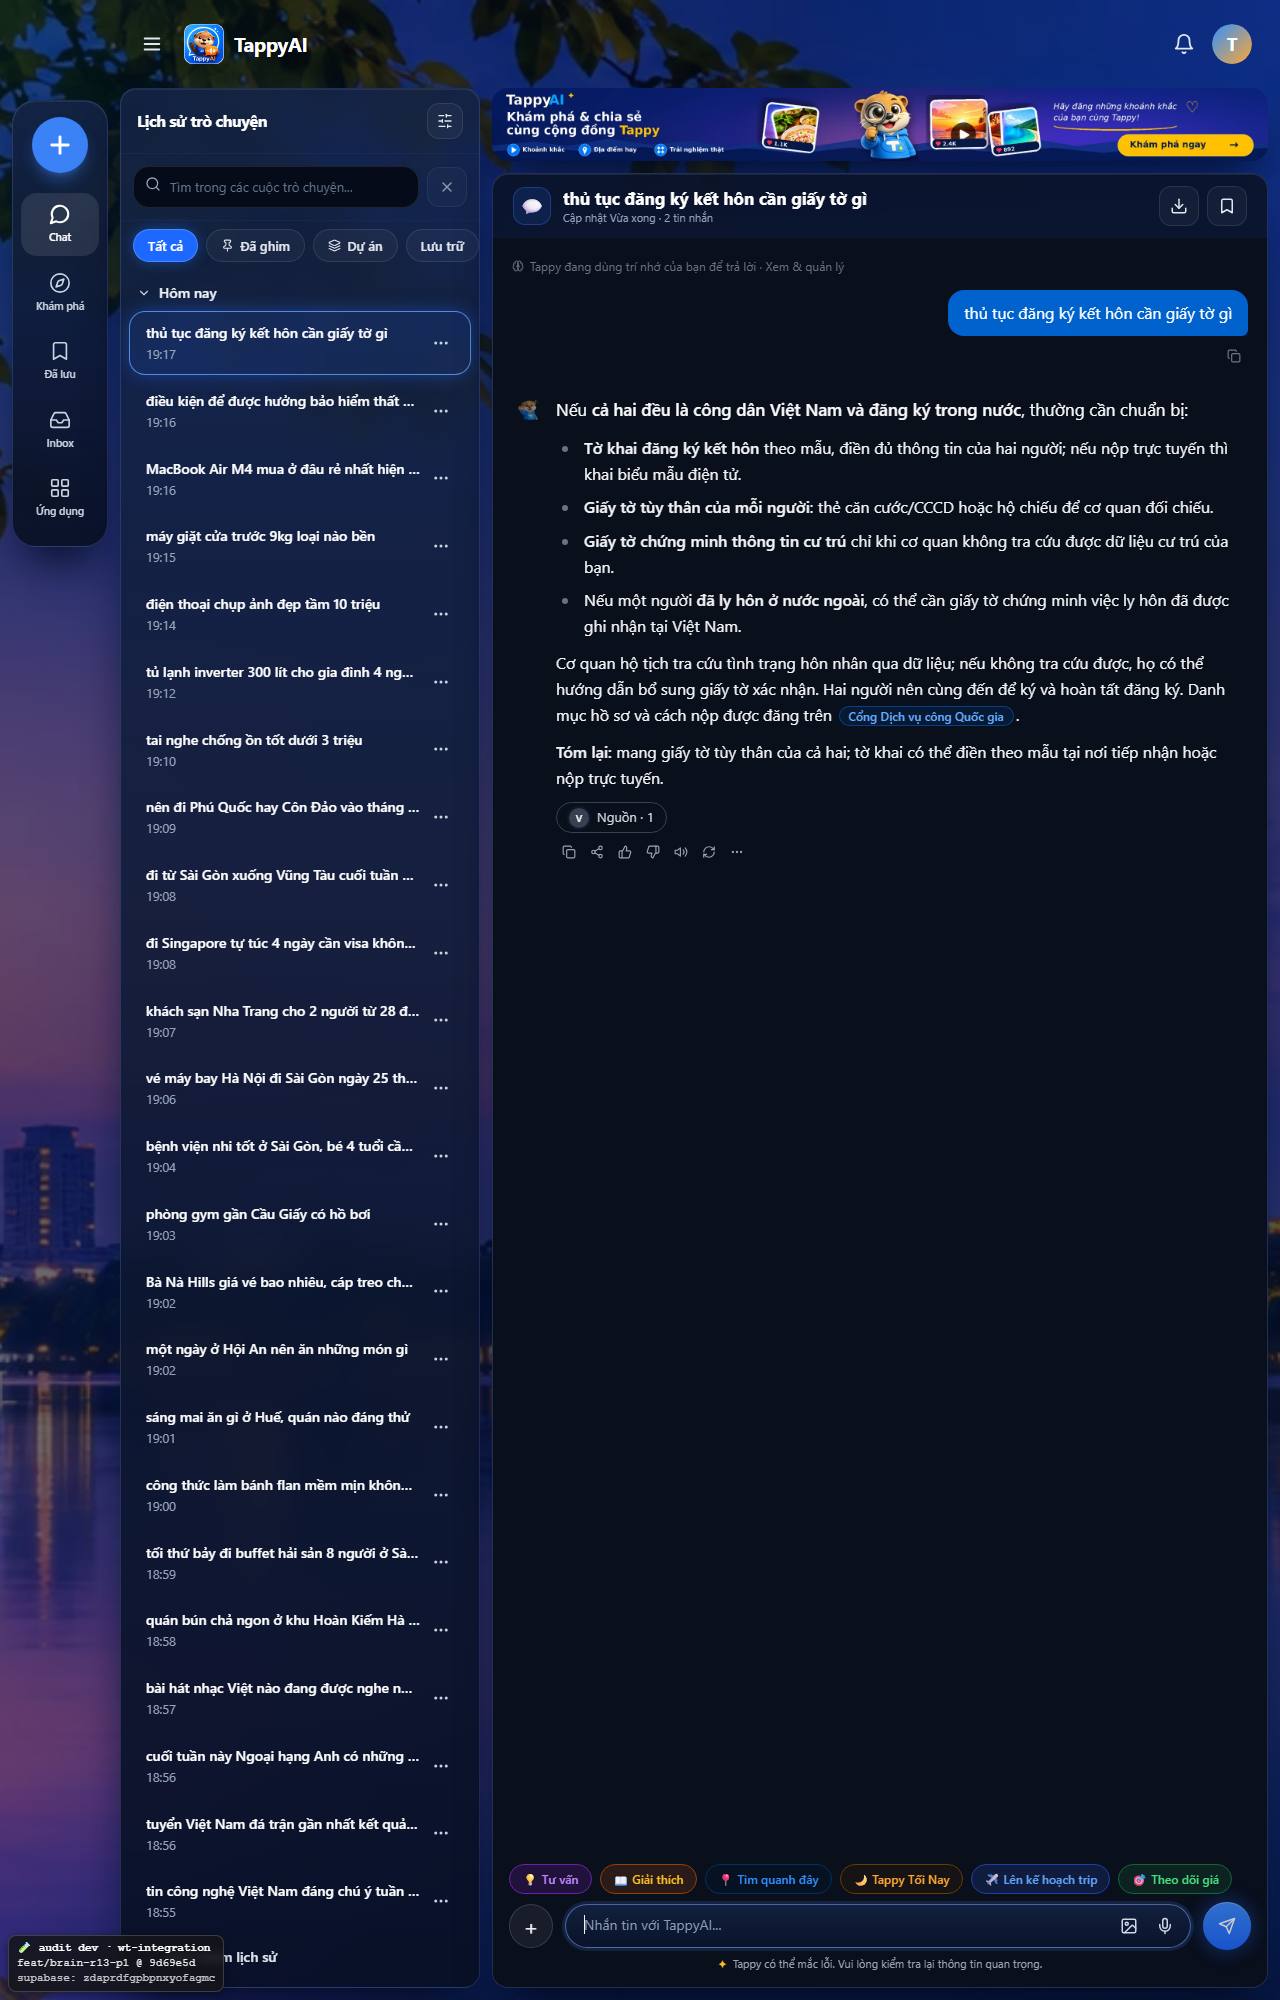 TappyAI
T
Chat
Khám phá
Đã lưu
Inbox
Ứng dụng
Lịch sử trò chuyện
Tìm trong các cuộc trò chuyện...
Tất cả
Đã ghim
Dự án
Lưu trữ
Hôm nay
thủ tục đăng ký kết hôn cần giấy tờ gì
19:17
điều kiện để được hưởng bảo hiểm thất ...
19:16
MacBook Air M4 mua ở đâu rẻ nhất hiện ...
19:16
máy giặt cửa trước 9kg loại nào bền
19:15
điện thoại chụp ảnh đẹp tầm 10 triệu
19:14
tủ lạnh inverter 300 lít cho gia đình 4 ng...
19:12
tai nghe chống ồn tốt dưới 3 triệu
19:10
nên đi Phú Quốc hay Côn Đảo vào tháng ...
19:09
đi từ Sài Gòn xuống Vũng Tàu cuối tuần ...
19:08
đi Singapore tự túc 4 ngày cần visa khôn...
19:08
khách sạn Nha Trang cho 2 người từ 28 đ...
19:07
vé máy bay Hà Nội đi Sài Gòn ngày 25 th...
19:06
bệnh viện nhi tốt ở Sài Gòn, bé 4 tuổi cầ...
19:04
phòng gym gần Cầu Giấy có hồ bơi
19:03
Bà Nà Hills giá vé bao nhiêu, cáp treo ch...
19:02
một ngày ở Hội An nên ăn những món gì
19:02
sáng mai ăn gì ở Huế, quán nào đáng thử
19:01
công thức làm bánh flan mềm mịn khôn...
19:00
tối thứ bảy đi buffet hải sản 8 người ở Sà...
18:59
quán bún chả ngon ở khu Hoàn Kiếm Hà ...
18:58
bài hát nhạc Việt nào đang được nghe n...
18:57
cuối tuần này Ngoại hạng Anh có những ...
18:56
tuyển Việt Nam đá trận gần nhất kết quả...
18:56
tin công nghệ Việt Nam đáng chú ý tuần ...
18:55
lịch sử
audit dev · wt-integration
feat/brain-r13-p1 @ 9d69e5d
supabase: zdaprdfgpbpnxyofagmc
TappyAI
Khám phá & chia sẻ
cùng cộng đồng Tappy
Khoảnh khắc
Địa điểm hay
Trải nghiệm thật
1.1K
2.4K
892
Hãy đăng những khoảnh khắc
của bạn cùng Tappy!
Khám phá ngay →
thủ tục đăng ký kết hôn cần giấy tờ gì
Cập nhật Vừa xong · 2 tin nhắn
Tappy đang dùng trí nhớ của bạn để trả lời · Xem & quản lý
thủ tục đăng ký kết hôn cần giấy tờ gì
Nếu cả hai đều là công dân Việt Nam và đăng ký trong nước, thường cần chuẩn bị:
Tờ khai đăng ký kết hôn theo mẫu, điền đủ thông tin của hai người; nếu nộp trực tuyến thì
khai biểu mẫu điện tử.
Giấy tờ tùy thân của mỗi người: thẻ căn cước/CCCD hoặc hộ chiếu để cơ quan đối chiếu.
Giấy tờ chứng minh thông tin cư trú chỉ khi cơ quan không tra cứu được dữ liệu cư trú của
bạn.
Nếu một người đã ly hôn ở nước ngoài, có thể cần giấy tờ chứng minh việc ly hôn đã được
ghi nhận tại Việt Nam.
Cơ quan hộ tịch tra cứu tình trạng hôn nhân qua dữ liệu; nếu không tra cứu được, họ có thể
hướng dẫn bổ sung giấy tờ xác nhận. Hai người nên cùng đến để ký và hoàn tất đăng ký. Danh
mục hồ sơ và cách nộp được đăng trên Cổng Dịch vụ công Quốc gia.
Tóm lại: mang giấy tờ tùy thân của cả hai; tờ khai có thể điền theo mẫu tại nơi tiếp nhận hoặc
nộp trực tuyến.
V Nguồn · 1
Tư vấn
Giải thích
Tìm quanh đây
Tappy Tối Nay
Lên kế hoạch trip
Theo dõi giá
Nhắn tin với TappyAI...
Tappy có thể mắc lỗi. Vui lòng kiểm tra lại thông tin quan trọng.